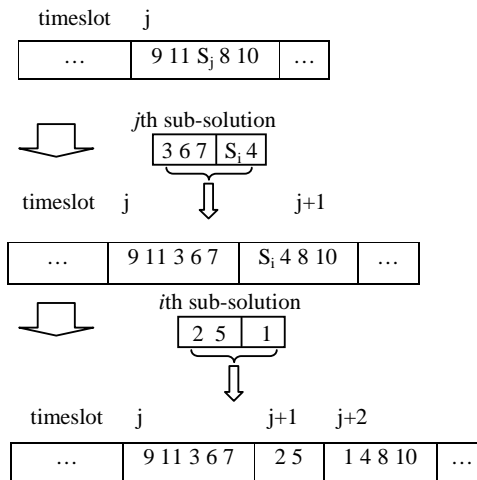 timeslot j
… 9 11 Sj 8 10 …
jth sub-solution
3 6 7 Si 4
timeslot j j+1
… 9 11 3 6 7 Si 4 8 10 …
ith sub-solution
2 5 1
timeslot j j+1 j+2
… 9 11 3 6 7 2 5 1 4 8 10 …